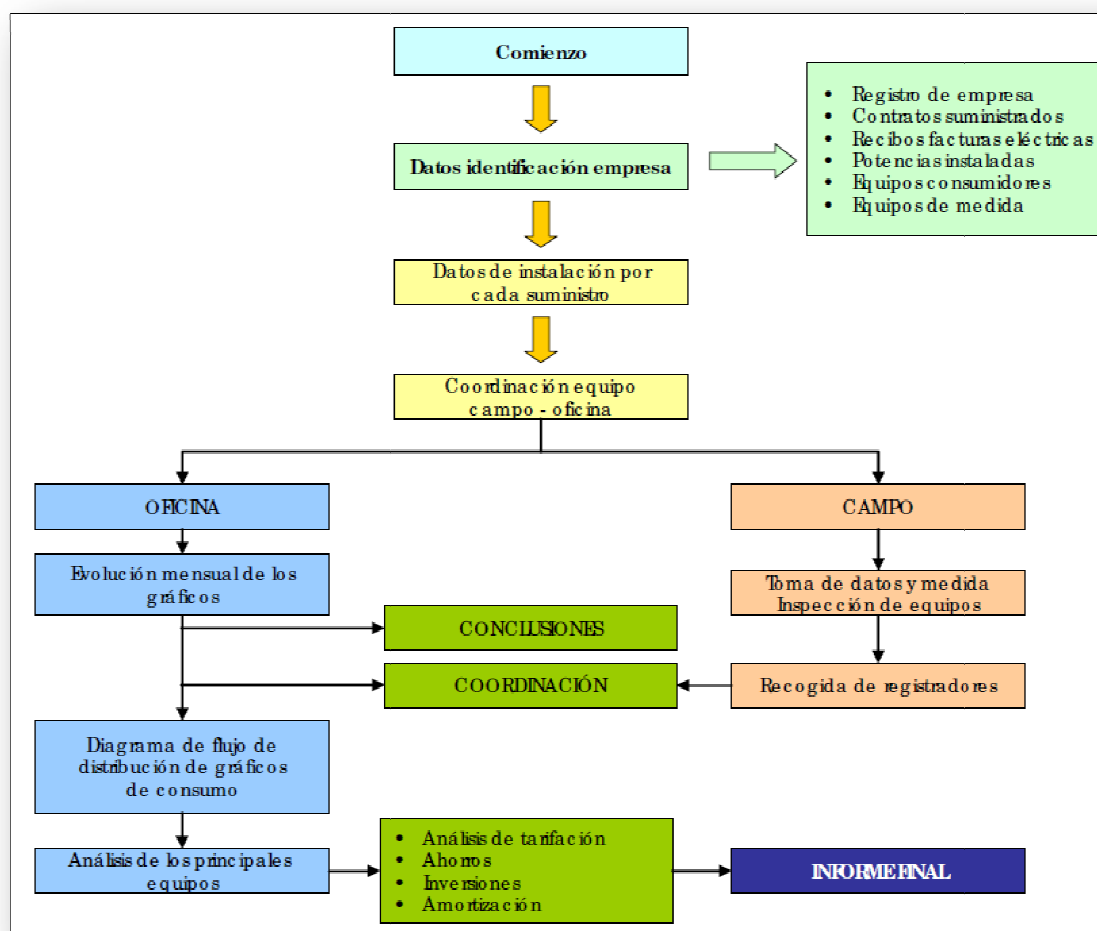 Comienzo
Datos identificación empresa
• Registro de empresa
• Contratos suministrados
• Recibos facturas eléctricas
• Potencias instaladas
• Equipos consumidores
• Equipos de medida
Datos de instalación por
cada suministro
Coordinación equipo
campo - oficina
OFICINA
CAMPO
Evolución mensual de los
gráficos
Toma de datos y medida
Inspección de equipos
CONCLUSIONES
COORDINACIÓN
Recogida de registradores
Diagrama de flujo de
distribución de gráficos
de consumo
Análisis de los principales
equipos
• Análisis de tarifación
• Ahorros
• Inversiones
• Amortización
INFORME FINAL